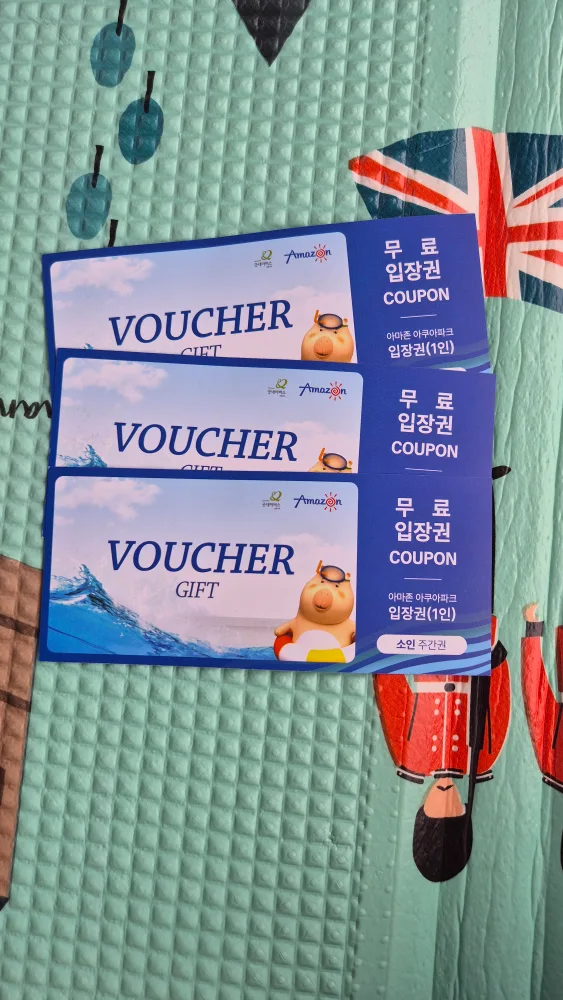 Amazon
VOUCHER
GIFT
무 료
입장권
COUPON
아마존 아쿠아파크
입장권(1인)
Amazon
VOUCHER
무 료
입장권
COUPON
Amazon
VOUCHER
GIFT
무 료
입장권
COUPON
아마존 아쿠아파크
입장권(1인)
소인 주간권